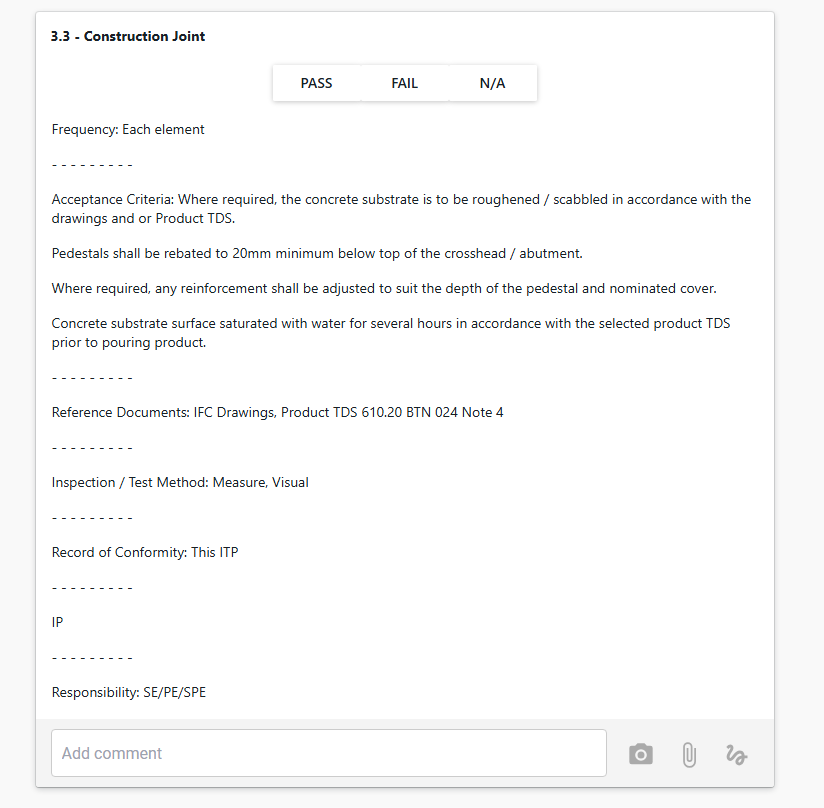 3.3 - Construction Joint
PASS FAIL N/A
Frequency: Each element
- - - - - - - - -
Acceptance Criteria: Where required, the concrete substrate is to be roughened / scabbled in accordance with the
drawings and or Product TDS.
Pedestals shall be rebated to 20mm minimum below top of the crosshead / abutment.
Where required, any reinforcement shall be adjusted to suit the depth of the pedestal and nominated cover.
Concrete substrate surface saturated with water for several hours in accordance with the selected product TDS
prior to pouring product.
- - - - - - - - -
Reference Documents: IFC Drawings, Product TDS 610.20 BTN 024 Note 4
- - - - - - - - -
Inspection / Test Method: Measure, Visual
- - - - - - - - -
Record of Conformity: This ITP
- - - - - - - - -
IP
- - - - - - - - -
Responsibility: SE/PE/SPE
Add comment